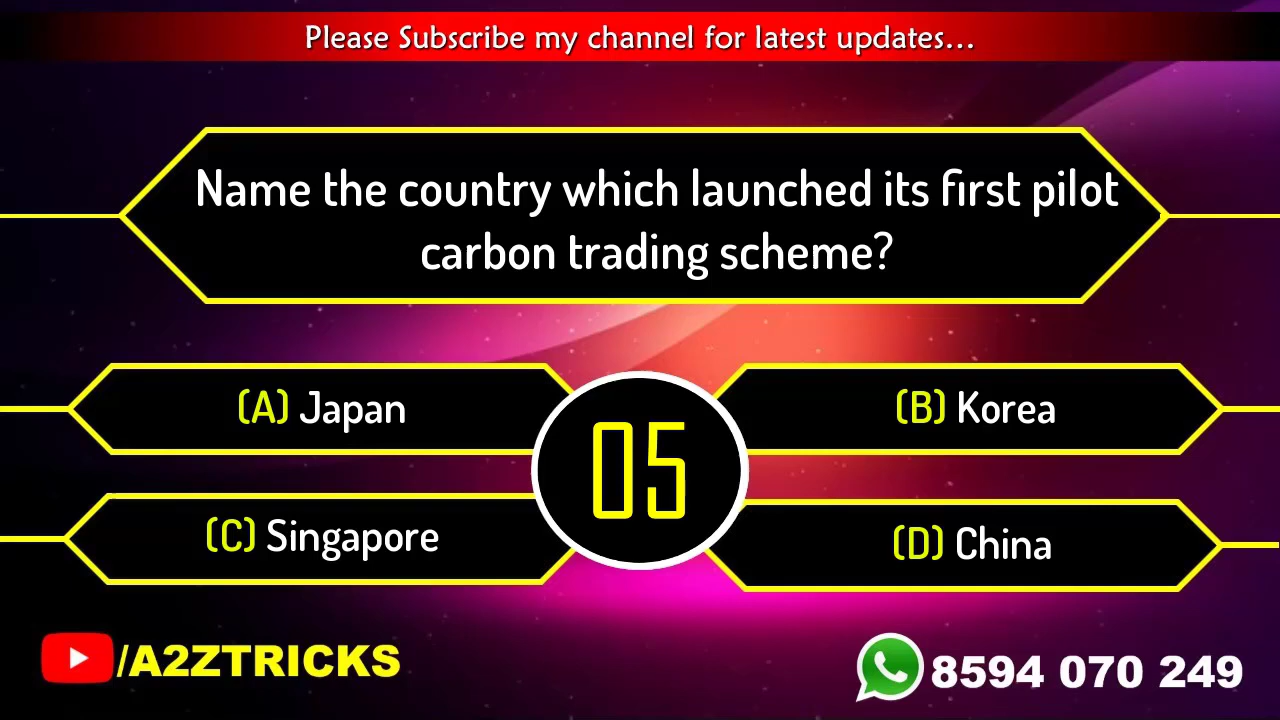 Please Subscribe my channel for latest updates...
Name the country which launched its first pilot
carbon trading scheme?
(A) Japan
(B) Korea
05
(C) Singapore
(D) China
/A2ZTRICKS
8594 070 249